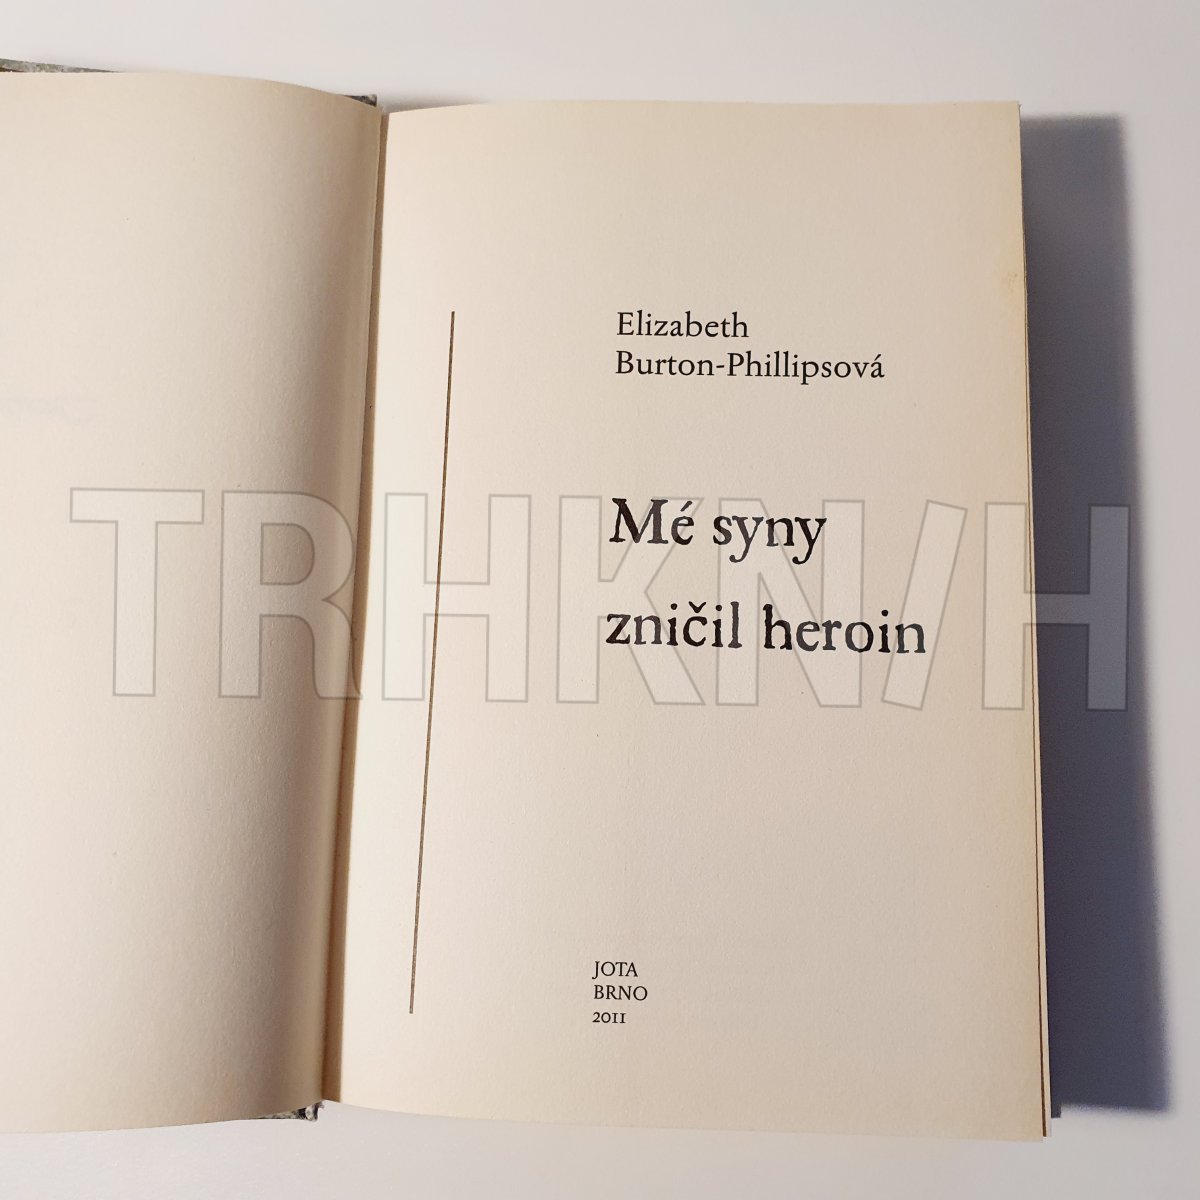 Elizabeth
Burton-Phillipsová
Mé syny
zničil heroin
TRHKNIH
JOTA
BRNO
2011